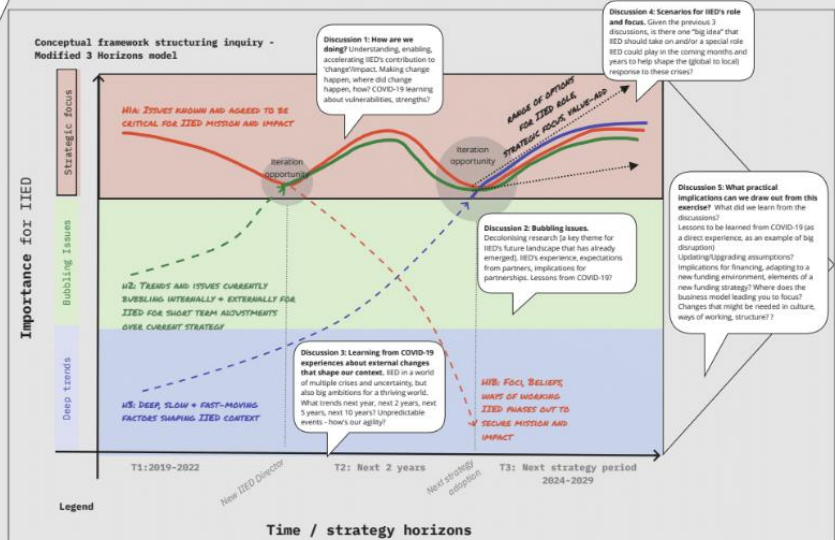 Conceptual framework structuring inquiry -
Modified 3 Horizons model
Discussion 1: How are we
doing? Understanding, enabling,
accelerating IIED's contribution to
'change'/impact. Making change
happen, where did change
happen, how? COVID-19 learning
about vulnerabilities, strengths?
Discussion 4: Scenarios for IIED's role
and focus. Given the previous 3
discussions, is there one "big idea" that
IIED should take on and/or a special role
IIED could play in the coming months and
years to help shape the (global to local)
response to these crises?
Importance for IIED
Strategic focus
Bubbling Issues
Deep trends
H1A: ISSUES KNOWN AND AGREED TO BE
CRITICAL FOR IIED MISSION AND IMPACT
Iteration
opportunity
Iteration
opportunity
RANGE OF OPTIONS
FOR IIED ROLE,
STRATEGIC FOCUS, VALUE-ADD
Discussion 5: What practical
implications can we draw out from this
exercise? What did we learn from the
discussions?
Lessons to be learned from COVID-19 (as
a direct experience, as an example of big
disruption)
Updating/Upgrading assumptions?
Implications for financing, adapting to a
new funding environment, elements of a
new funding strategy? Where does the
business model leading you to focus?
Changes that might be needed in culture,
ways of working, structure? ?
Discussion 2: Bubbling issues.
Decolonising research [a key theme for
IIED's future landscape that has already
emerged). IIED's experience, expectations
from partners, implications for
partnerships. Lessons from COVID-19?
H2: TRENDS AND ISSUES CURRENTLY
BUBBLING INTERNALLY & EXTERNALLY FOR
IIED FOR SHORT TERM ADJUSTMENTS
OVER CURRENT STRATEGY
Discussion 3: Learning from COVID-19
experiences about external changes
that shape our context. IIED in a world
of multiple crises and uncertainty, but
also big ambitions for a thriving world.
What trends next year, next 2 years, next
5 years, next 10 years? Unpredictable
events - how's our agility?
H3: DEEP, SLOW & FAST-MOVING
FACTORS SHAPING IIED CONTEXT
H1B: FOCI, BELIEFS,
WAYS OF WORKING
IIED PHASES OUT TO
SECURE MISSION AND
IMPACT
T1:2019-2022
New IIED Director
T2: Next 2 years
Next strategy
adoption
T3: Next strategy period
2024-2029
Legend
Time / strategy horizons